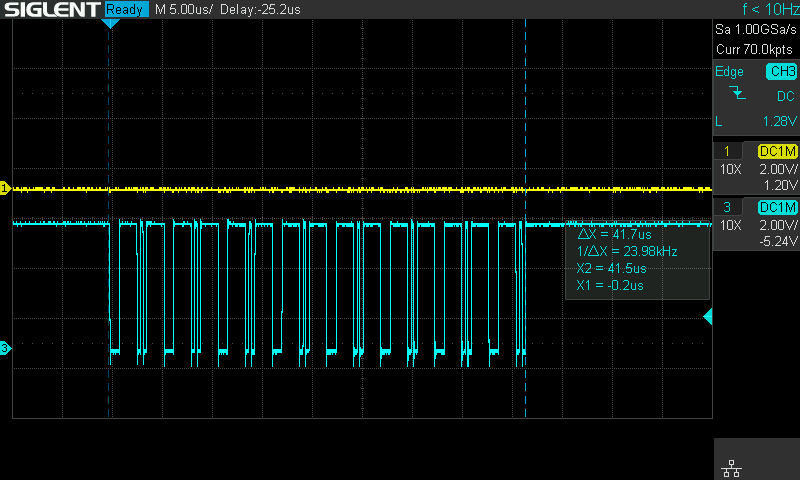 SIGLENT Ready M 5.00us/ Delay:-25.2us f < 10Hz
Sa 1.00GSa/s
Curr 70.0kpts
Edge CH3
DC
L 1.28V
1 DC1M
10X 2.00V/
1.20V
3 DC1M
10X 2.00V/
-5.24V
1
3
ΔX = 41.7us
1/ΔX = 23.98kHz
X2 = 41.5us
X1 = -0.2us